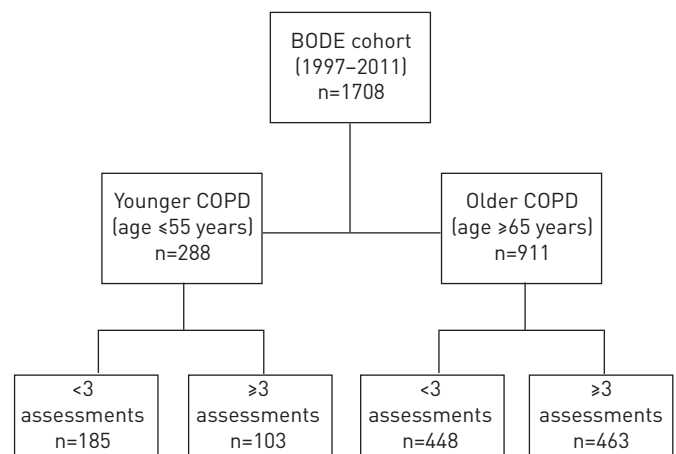 BODE cohort
(1997–2011)
n=1708
Younger COPD
(age ⩽55 years)
n=288
Older COPD
(age ⩾65 years)
n=911
<3
assessments
n=185
⩾3
assessments
n=103
<3
assessments
n=448
≥3
assessments
n=463